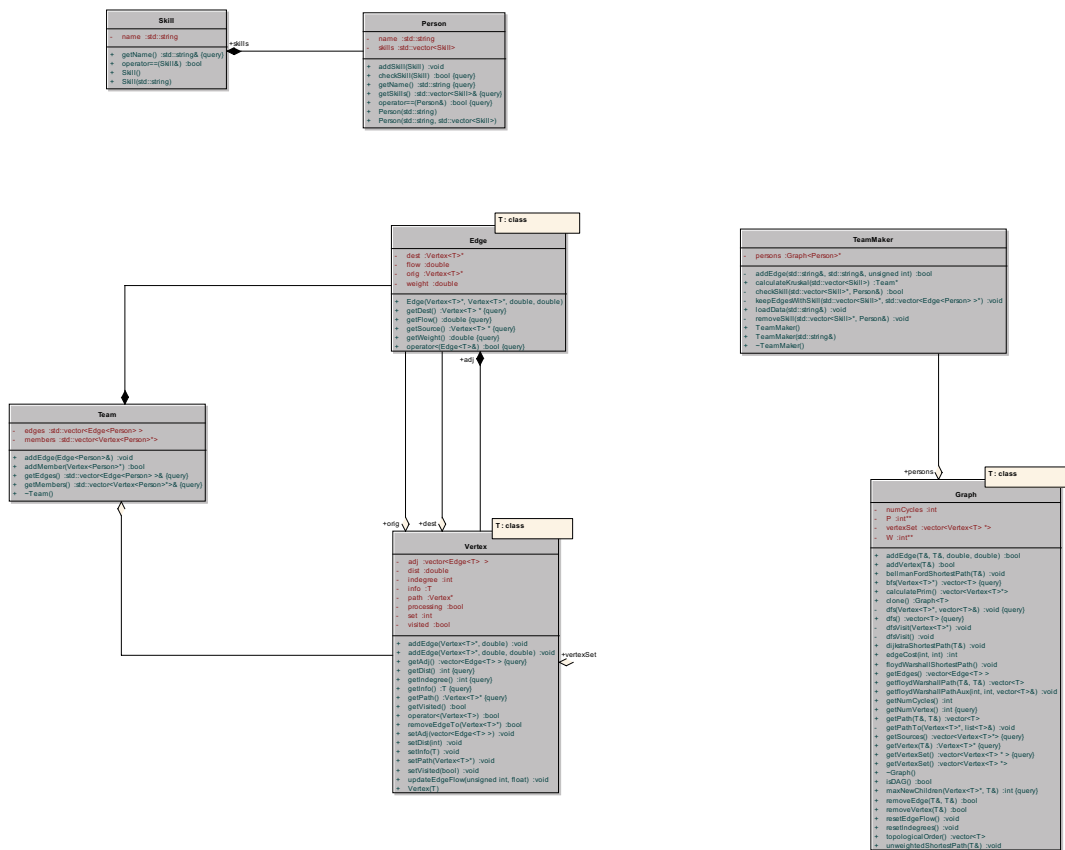 Skill
- name :std::string
+ getName() :std::string& {query}
+ operator==(Skill&) :bool
+ Skill()
+ Skill(std::string)
+skills
Person
- name :std::string
- skills :std::vector<Skill>
+ addSkill(Skill) :void
+ checkSkill(Skill) :bool {query}
+ getName() :string {query}
+ getSkills() :std::vector<Skill>& {query}
+ operator==(Person&) :bool {query}
+ Person(std::string)
+ Person(std::string, std::vector<Skill>)
T : class
Edge
- dest :Vertex<T>*
- flow :double
- orig :Vertex<T>*
- weight :double
+ Edge(Vertex<T>*, Vertex<T>*, double, double)
+ getDest() :Vertex<T> * {query}
+ getFlow() :double {query}
+ getSource() :Vertex<T> * {query}
+ getWeight() :double {query}
+ operator<(Edge<T>&) :bool {query}
+adj
TeamMaker
- persons :Graph<Person>*
- addEdge(std::string&, std::string&, unsigned int) :bool
+ calculateKruskal(std::vector<Skill>) :Team*
- checkSkill(std::vector<Skill>*, Person&) :bool
- keepEdgesWithSkill(std::vector<Skill>*, std::vector<Edge<Person> >*) :void
+ loadData(std::string&) :void
- removeSkill(std::vector<Skill>*, Person&) :void
+ TeamMaker()
+ TeamMaker(std::string&)
+ ~TeamMaker()
Team
- edges :std::vector<Edge<Person> >
- members :std::vector<Vertex<Person>*>
+ addEdge(Edge<Person>&) :void
+ addMember(Vertex<Person>*) :bool
+ getEdges() :std::vector<Edge<Person> >& {query}
+ getMembers() :std::vector<Vertex<Person>*>& {query}
+ ~Team()
+orig
+dest
T : class
Vertex
- adj :vector<Edge<T> >
- dist :double
- indegree :int
- info :T
- path :Vertex*
- processing :bool
- set :int
- visited :bool
+ addEdge(Vertex<T>*, double) :void
+ addEdge(Vertex<T>*, double, double) :void
+ getAdj() :vector<Edge<T> > {query}
+ getDist() :int {query}
+ getIndegree() :int {query}
+ getInfo() :T {query}
+ getPath() :Vertex<T>* {query}
+ getVisited() :bool
+ operator<(Vertex<T>) :bool
+ removeEdgeTo(Vertex<T>*) :bool
+ setAdj(vector<Edge<T> >) :void
+ setDist(int) :void
+ setInfo(T) :void
+ setPath(Vertex<T>*) :void
+ setVisited(bool) :void
+ updateEdgeFlow(unsigned int, float) :void
+ Vertex(T)
+vertexSet
+persons
T : class
Graph
- numCycles :int
- P :int**
- vertexSet :vector<Vertex<T> *>
- W :int**
+ addEdge(T&, T&, double, double) :bool
+ addVertex(T&) :bool
+ bellmanFordShortestPath(T&) :void
+ bfs(Vertex<T>*) :vector<T> {query}
+ calculatePrim() :vector<Vertex<T>*>
+ clone() :Graph<T>
- dfs(Vertex<T>*, vector<T>&) :void {query}
+ dfs() :vector<T> {query}
- dfsVisit(Vertex<T>*) :void
- dfsVisit() :void
+ dijkstraShortestPath(T&) :void
+ edgeCost(int, int) :int
+ floydWarshallShortestPath() :void
+ getEdges() :vector<Edge<T> >
+ getfloydWarshallPath(T&, T&) :vector<T>
+ getfloydWarshallPathAux(int, int, vector<T>&) :void
+ getNumCycles() :int
+ getNumVertex() :int {query}
+ getPath(T&, T&) :vector<T>
- getPathTo(Vertex<T>*, list<T>&) :void
+ getSources() :vector<Vertex<T>*> {query}
+ getVertex(T&) :Vertex<T>* {query}
+ getVertexSet() :vector<Vertex<T> * > {query}
+ getVertexSet() :vector<Vertex<T> *>
+ ~Graph()
+ isDAG() :bool
+ maxNewChildren(Vertex<T>*, T&) :int {query}
+ removeEdge(T&, T&) :bool
+ removeVertex(T&) :bool
+ resetEdgeFlow() :void
+ resetIndegrees() :void
+ topologicalOrder() :vector<T>
+ unweightedShortestPath(T&) :void